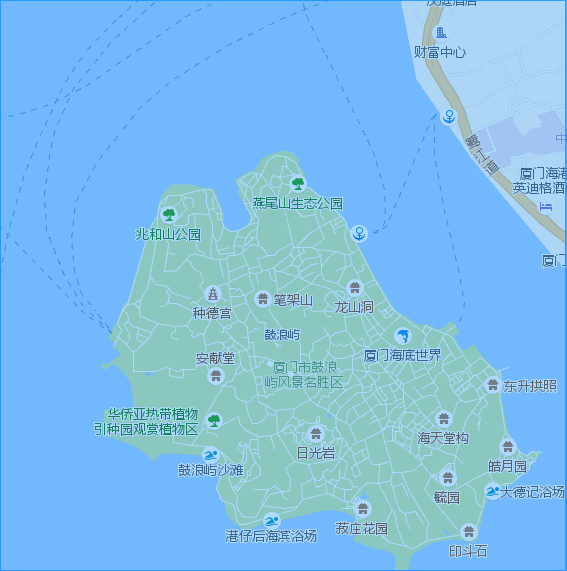 汉庭酒店
财富中心
鹭江道
中
厦门海港
英迪格酒
厦门
燕尾山生态公园
兆和山公园
种德宫
笔架山
龙山洞
鼓浪屿
厦门海底世界
安献堂
厦门市鼓浪
屿风景名胜区
东升拱照
华侨亚热带植物
引种园观赏植物区
海天堂构
日光岩
鼓浪屿沙滩
皓月园
毓园
大德记浴场
菽庄花园
港仔后海滨浴场
印斗石